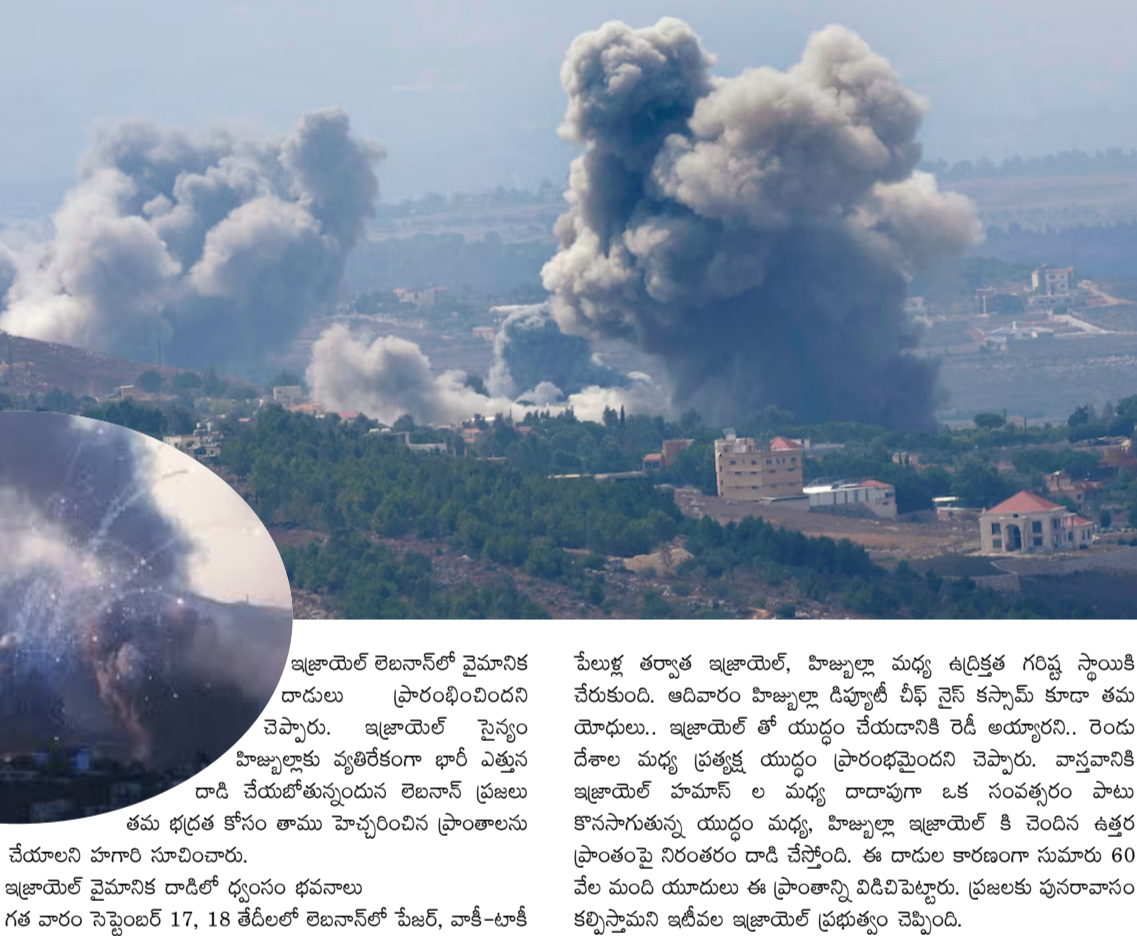 ఇజ్రాయెల్ లెబనాన్‌లో వైమానిక
దాడులు ప్రారంభించిందని
చెప్పారు. ఇజ్రాయెల్ సైన్యం
హిజ్బుల్లాకు వ్యతిరేకంగా భారీ ఎత్తున
దాడి చేయబోతున్నందున లెబనాన్ ప్రజలు
తమ భద్రత కోసం తాము హెచ్చరించిన ప్రాంతాలను
చేయాలని హగారి సూచించారు.
ఇజ్రాయెల్ వైమానిక దాడిలో ధ్వంసం భవనాలు
గత వారం సెప్టెంబర్ 17, 18 తేదీలలో లెబనాన్‌లో పేజర్, వాకీ-టాకీ
పేలుళ్ల తర్వాత ఇజ్రాయెల్, హిజ్బుల్లా మధ్య ఉద్రిక్తత గరిష్ట స్థాయికి
చేరుకుంది. ఆదివారం హిజ్బుల్లా డిప్యూటీ చీఫ్ నైస్ కస్సామ్ కూడా తమ
యోధులు.. ఇజ్రాయెల్ తో యుద్ధం చేయడానికి రెడీ అయ్యారని.. రెండు
దేశాల మధ్య ప్రత్యక్ష యుద్ధం ప్రారంభమైందని చెప్పారు. వాస్తవానికి
ఇజ్రాయెల్ హమాస్ ల మధ్య దాదాపుగా ఒక సంవత్సరం పాటు
కొనసాగుతున్న యుద్ధం మధ్య, హిజ్బుల్లా ఇజ్రాయెల్ కి చెందిన ఉత్తర
ప్రాంతంపై నిరంతరం దాడి చేస్తోంది. ఈ దాడుల కారణంగా సుమారు 60
వేల మంది యూదులు ఈ ప్రాంతాన్ని విడిచిపెట్టారు. ప్రజలకు పునరావాసం
కల్పిస్తామని ఇటీవల ఇజ్రాయెల్ ప్రభుత్వం చెప్పింది.